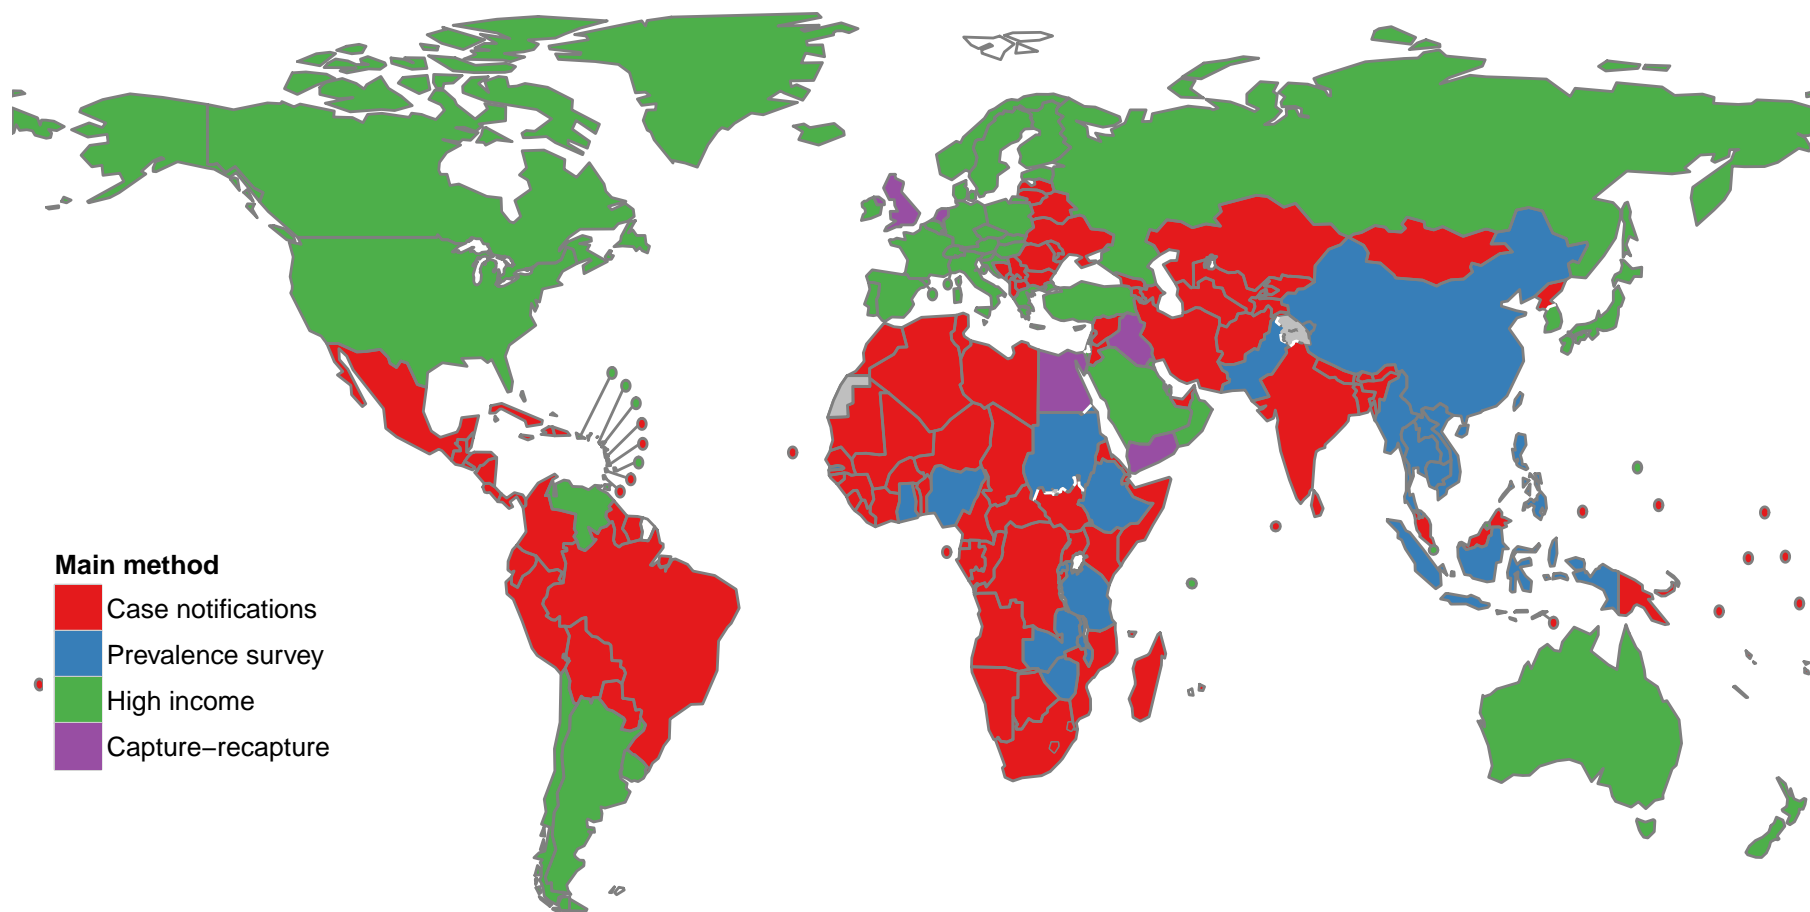 Main method
Case notifications
Prevalence survey
High income
Capture−recapture